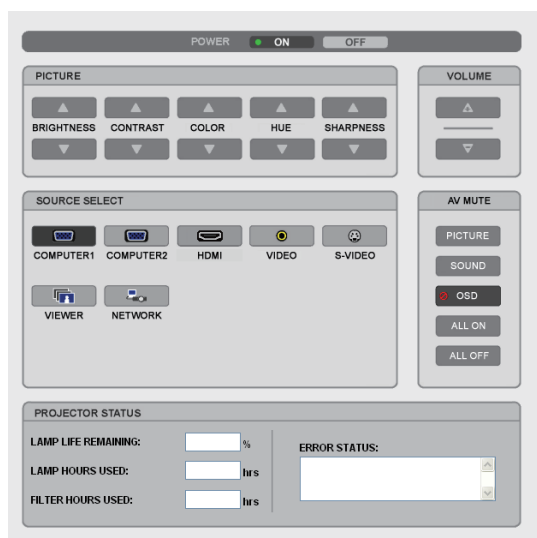 POWER ON OFF
PICTURE
BRIGHTNESS CONTRAST COLOR HUE SHARPNESS
VOLUME
SOURCE SELECT
COMPUTER1 COMPUTER2 HDMI VIDEO S-VIDEO
VIEWER NETWORK
AV MUTE
PICTURE
SOUND
OSD
ALL ON
ALL OFF
PROJECTOR STATUS
LAMP LIFE REMAINING: %
LAMP HOURS USED: hrs
FILTER HOURS USED: hrs
ERROR STATUS: